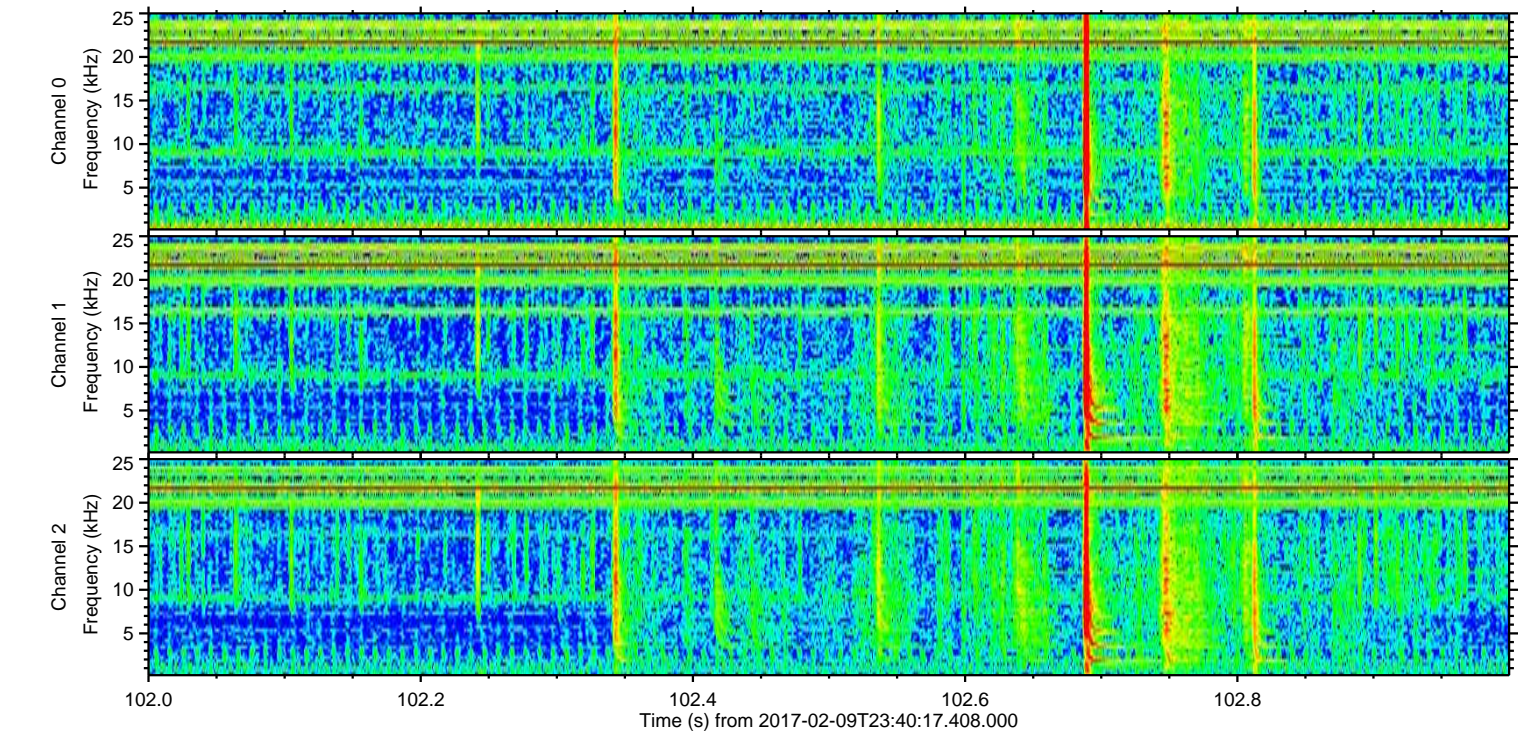 25
20
15
10
5
Channel 0
Frequency (kHz)
25
20
15
10
5
Channel 1
Frequency (kHz)
25
20
15
10
5
Channel 2
Frequency (kHz)
102.0 102.2 102.4 102.6 102.8
Time (s) from 2017-02-09T23:40:17.408.000